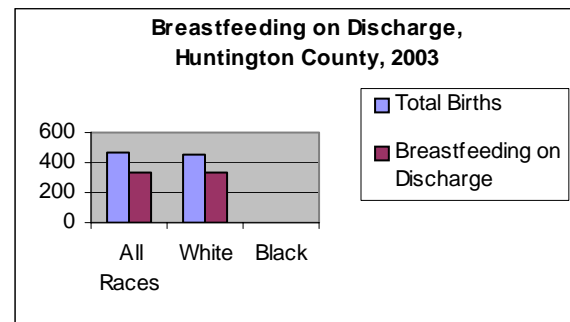 Breastfeeding on Discharge,
Huntington County, 2003
600
400
200
0
All
Races
White
Black
Total Births
Breastfeeding on
Discharge